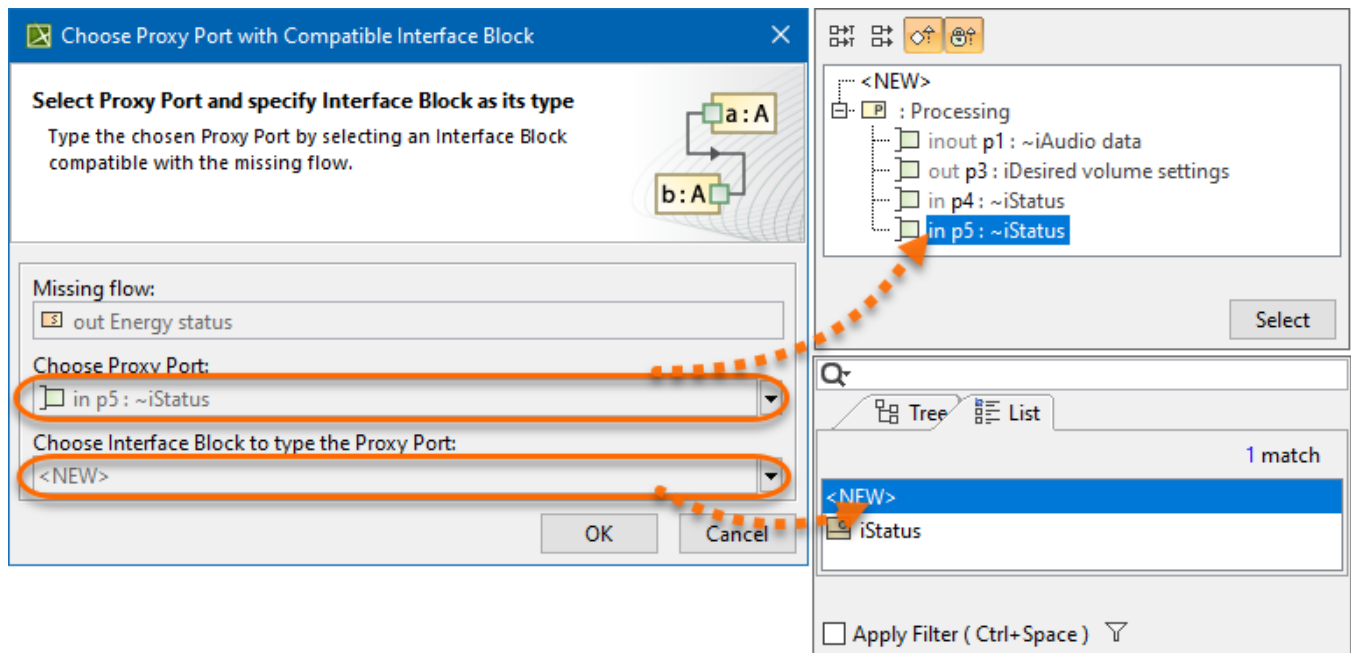 Choose Proxy Port with Compatible Interface Block
Select Proxy Port and specify Interface Block as its type
Type the chosen Proxy Port by selecting an Interface Block
compatible with the missing flow.
a : A
b : A
Missing flow:
S out Energy status
Choose Proxy Port:
in p5 : ~iStatus
Choose Interface Block to type the Proxy Port:
<NEW>
OK
Cancel
<NEW>
P : Processing
inout p1 : ~iAudio data
out p3 : iDesired volume settings
in p4 : ~iStatus
in p5 : ~iStatus
Select
Tree
List
1 match
<NEW>
iStatus
Apply Filter ( Ctrl+Space )